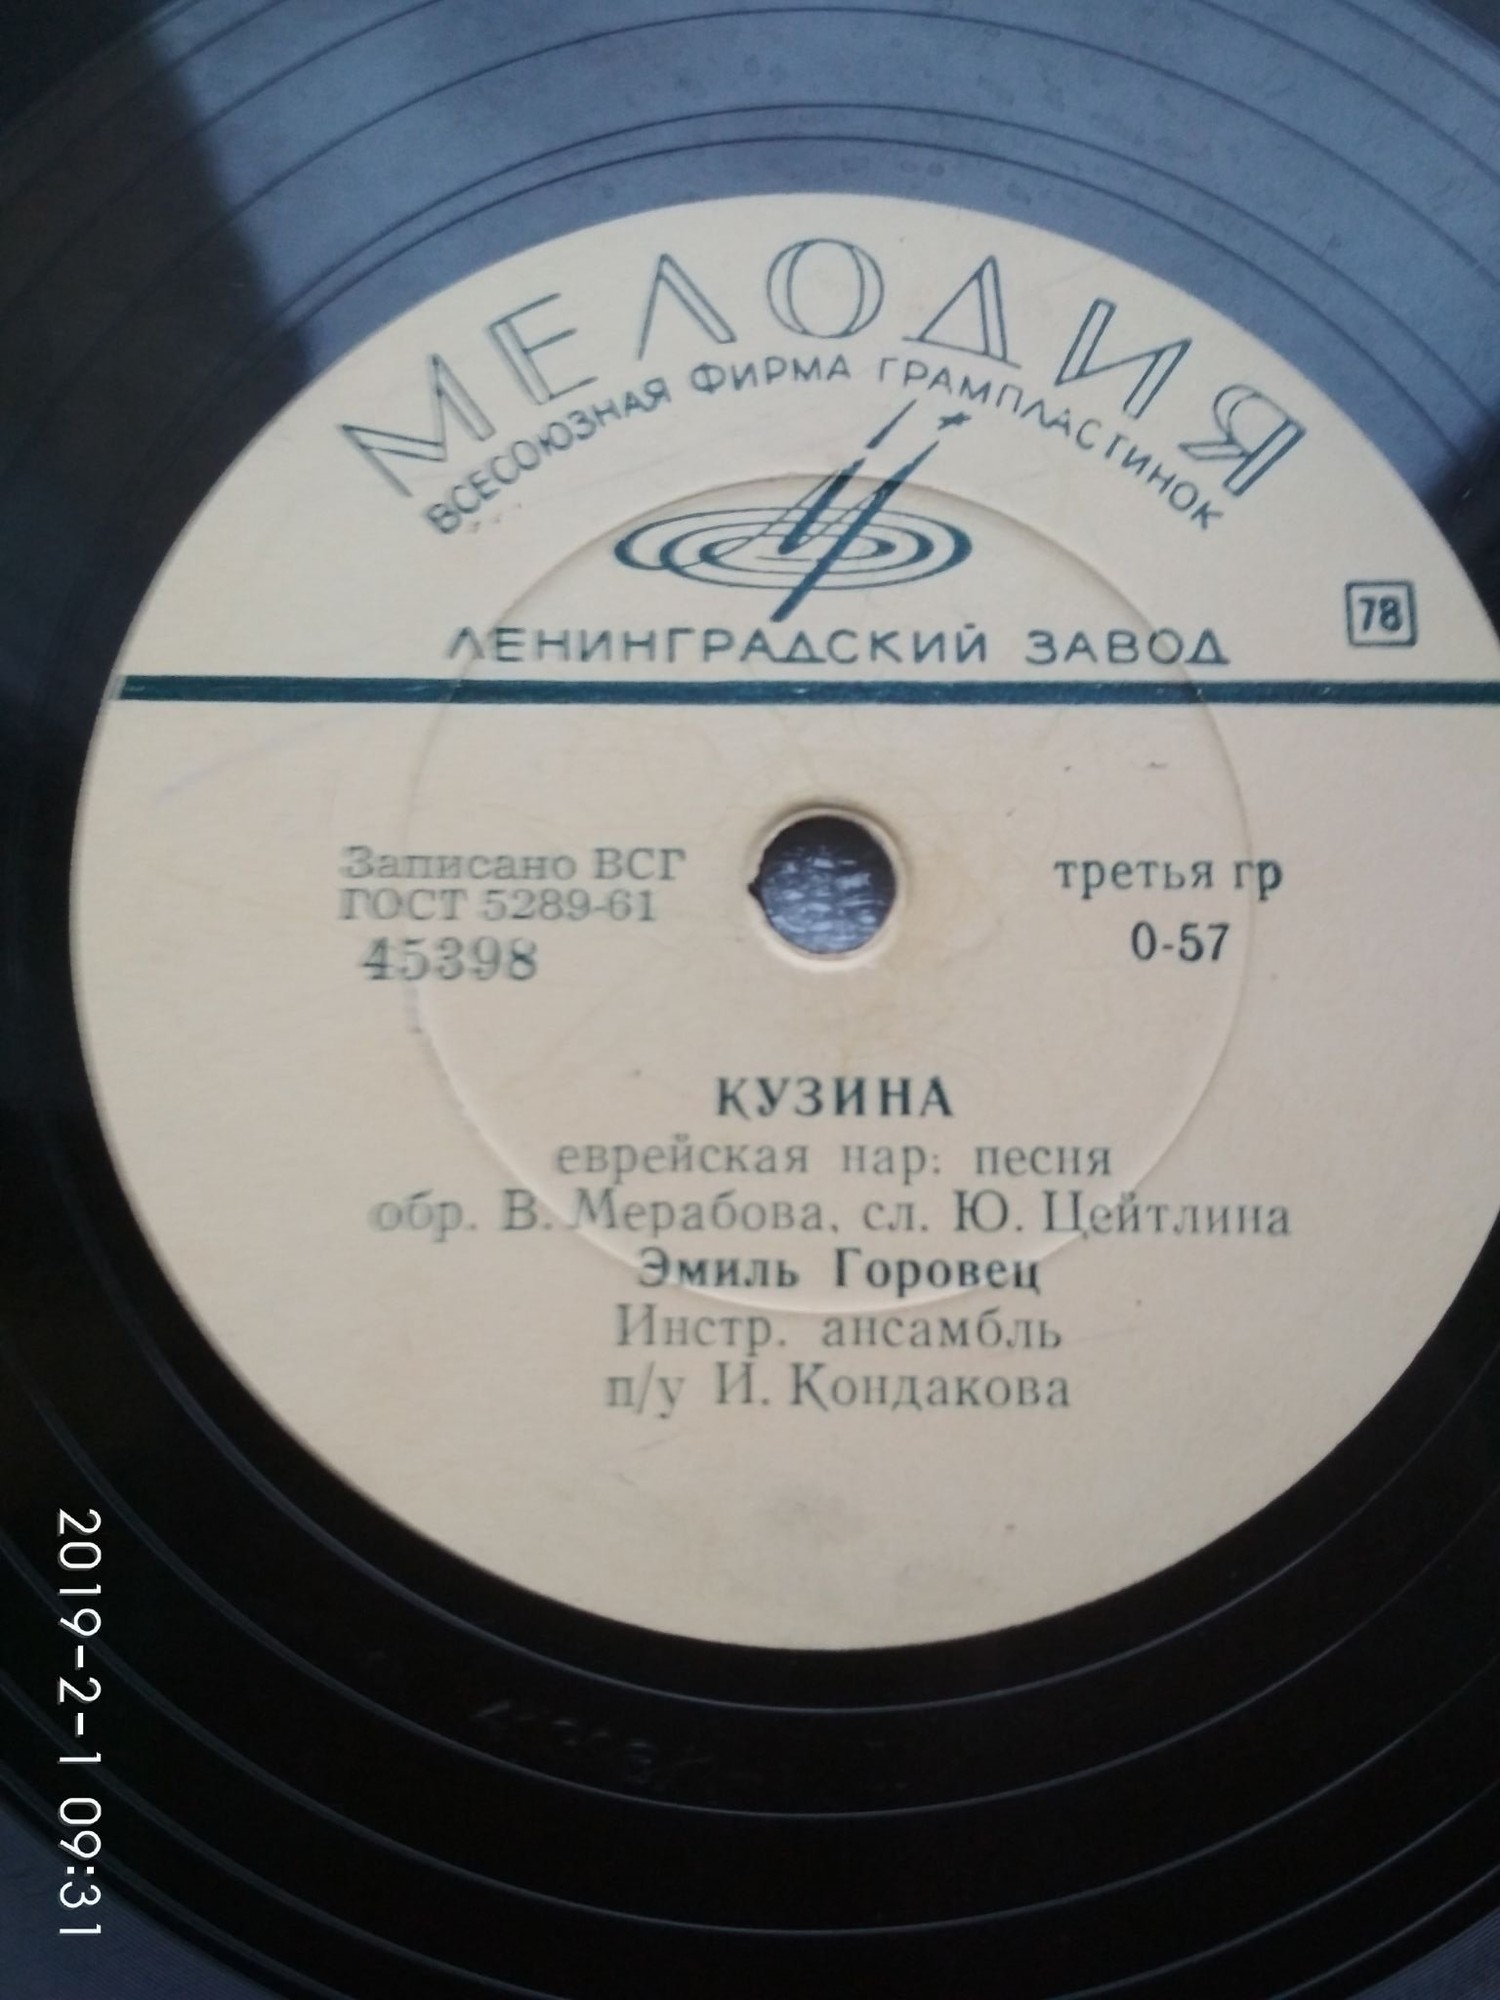 МЕЛОДИЯ
ВСЕСОЮЗНАЯ ФИРМА ГРАМПЛАСТИНОК
ЛЕНИНГРАДСКИЙ ЗАВОД
78
Записано ВСГ
ГОСТ 5289-61
45398
третья гр
0-57
КУЗИНА
еврейская нар: песня
обр. В. Мерабова, сл. Ю. Цейтлина
Эмиль Горовец
Инстр. ансамбль
п/у И. Кондакова
2019-2-1 09:31